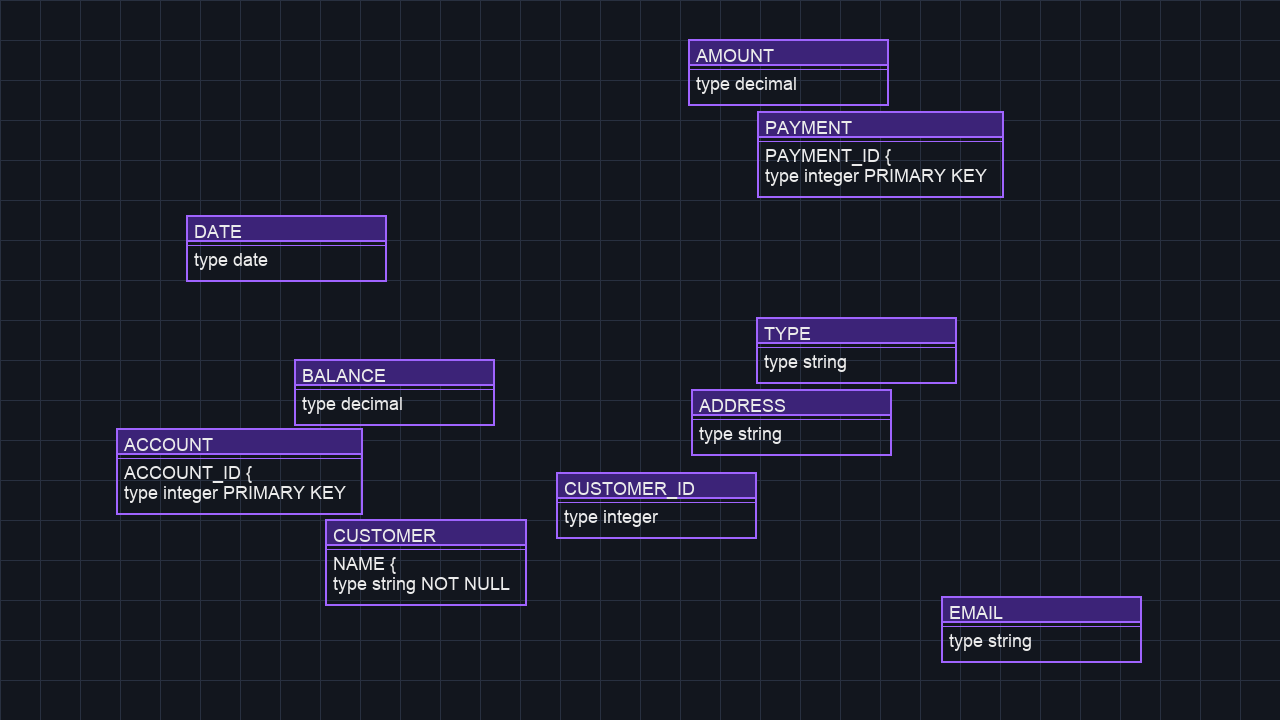 AMOUNT
type decimal
PAYMENT
PAYMENT_ID {
type integer PRIMARY KEY
DATE
type date
TYPE
type string
BALANCE
type decimal
ADDRESS
type string
ACCOUNT
ACCOUNT_ID {
type integer PRIMARY KEY
CUSTOMER_ID
type integer
CUSTOMER
NAME {
type string NOT NULL
EMAIL
type string